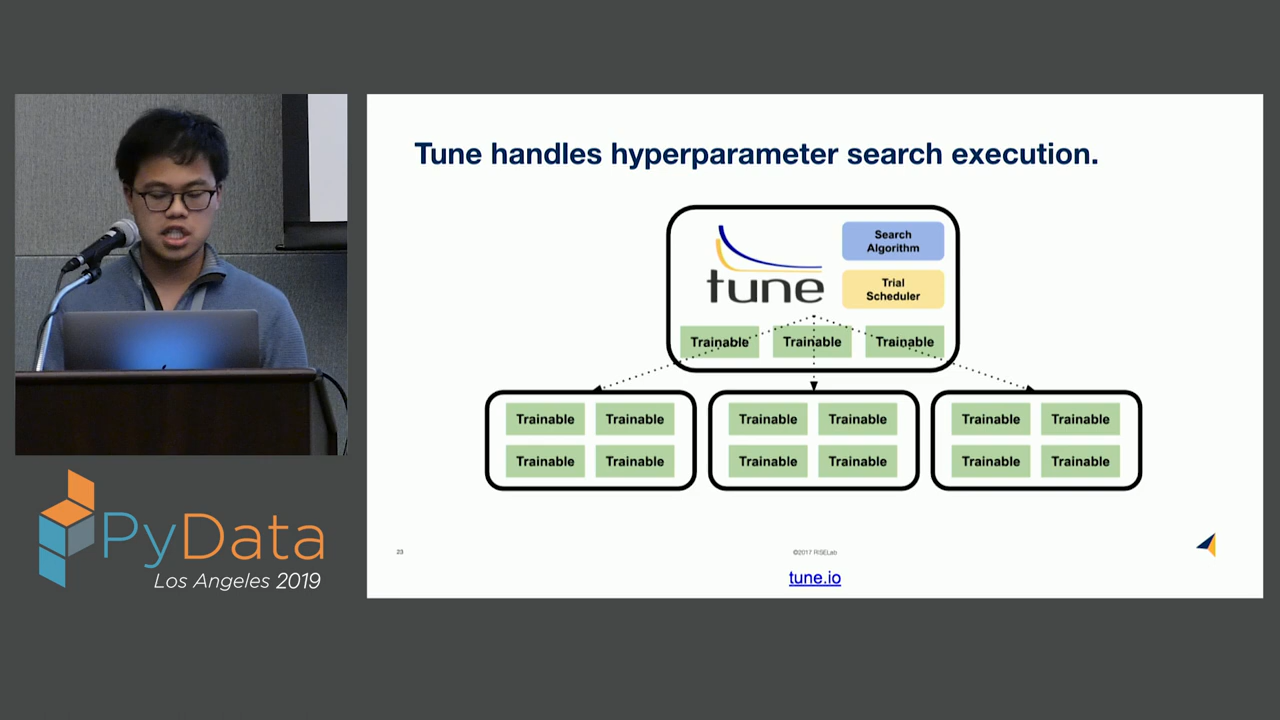 Tune handles hyperparameter search execution.
tune
Search
Algorithm
Trial
Scheduler
Trainable Trainable Trainable
Trainable Trainable Trainable Trainable Trainable Trainable
Trainable Trainable Trainable Trainable Trainable Trainable
23
©2017 RISELab
tune.io
PyData
Los Angeles 2019